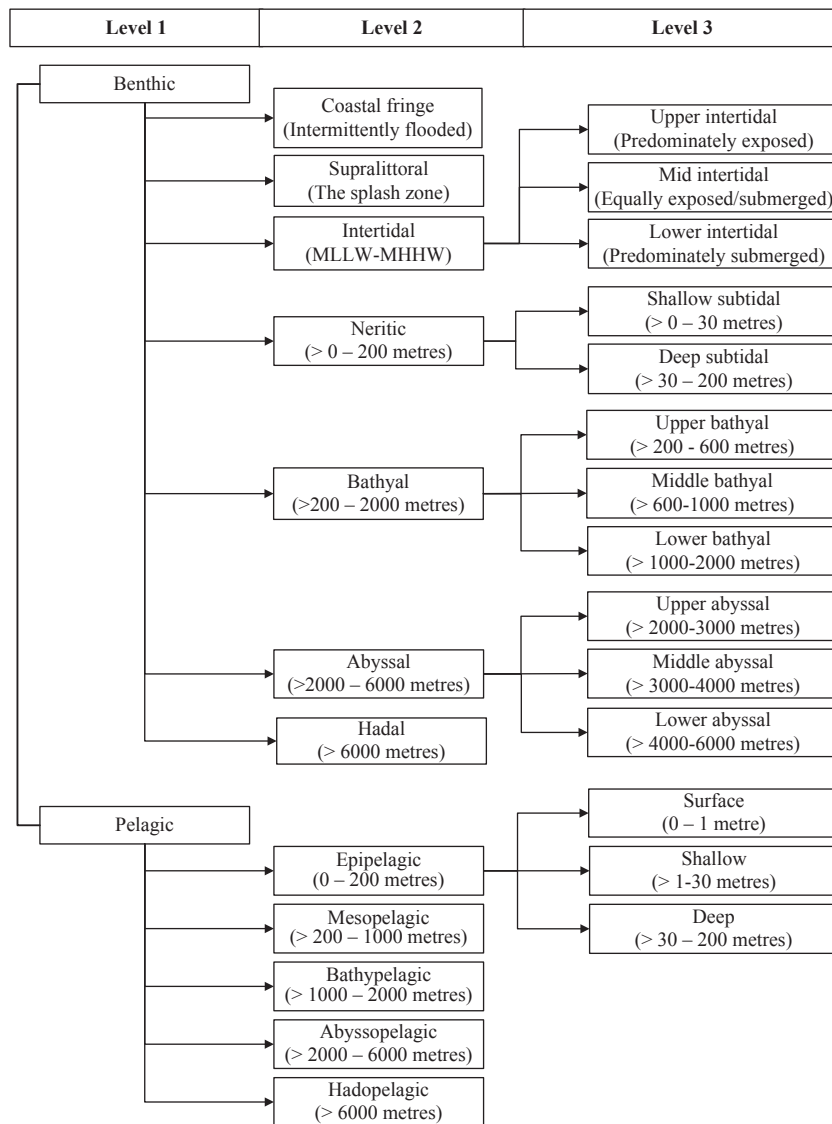 Level 1
Level 2
Level 3
Benthic
Coastal fringe
(Intermittently flooded)
Supralittoral
(The splash zone)
Intertidal
(MLLW-MHHW)
Upper intertidal
(Predominately exposed)
Mid intertidal
(Equally exposed/submerged)
Lower intertidal
(Predominately submerged)
Neritic
(> 0 – 200 metres)
Shallow subtidal
(> 0 – 30 metres)
Deep subtidal
(> 30 – 200 metres)
Bathyal
(>200 – 2000 metres)
Upper bathyal
(> 200 - 600 metres)
Middle bathyal
(> 600-1000 metres)
Lower bathyal
(> 1000-2000 metres)
Abyssal
(>2000 – 6000 metres)
Upper abyssal
(> 2000-3000 metres)
Middle abyssal
(> 3000-4000 metres)
Lower abyssal
(> 4000-6000 metres)
Hadal
(> 6000 metres)
Pelagic
Epipelagic
(0 – 200 metres)
Surface
(0 – 1 metre)
Shallow
(> 1-30 metres)
Deep
(> 30 – 200 metres)
Mesopelagic
(> 200 – 1000 metres)
Bathypelagic
(> 1000 – 2000 metres)
Abyssopelagic
(> 2000 – 6000 metres)
Hadopelagic
(> 6000 metres)